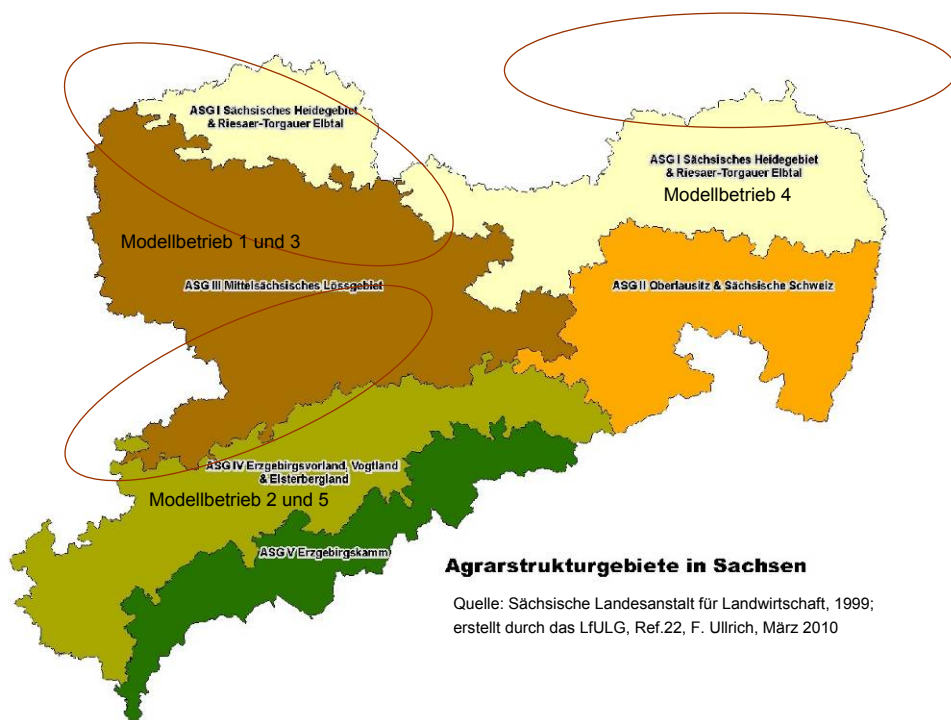 ASG I Sächsisches Heidegebiet
& Riesaer-Torgauer Elbtal
ASG I Sächsisches Heidegebiet
& Riesaer-Torgauer Elbtal
Modellbetrieb 4
Modellbetrieb 1 und 3
ASG III Mittelsächsisches Lössgebiet
ASG II Oberlausitz & Sächsische Schweiz
ASG IV Erzgebirgsvorland, Vogtland
& Elsterbergland
Modellbetrieb 2 und 5
ASG V Erzgebirgskamm
Agrarstrukturgebiete in Sachsen
Quelle: Sächsische Landesanstalt für Landwirtschaft, 1999;
erstellt durch das LfULG, Ref.22, F. Ullrich, März 2010